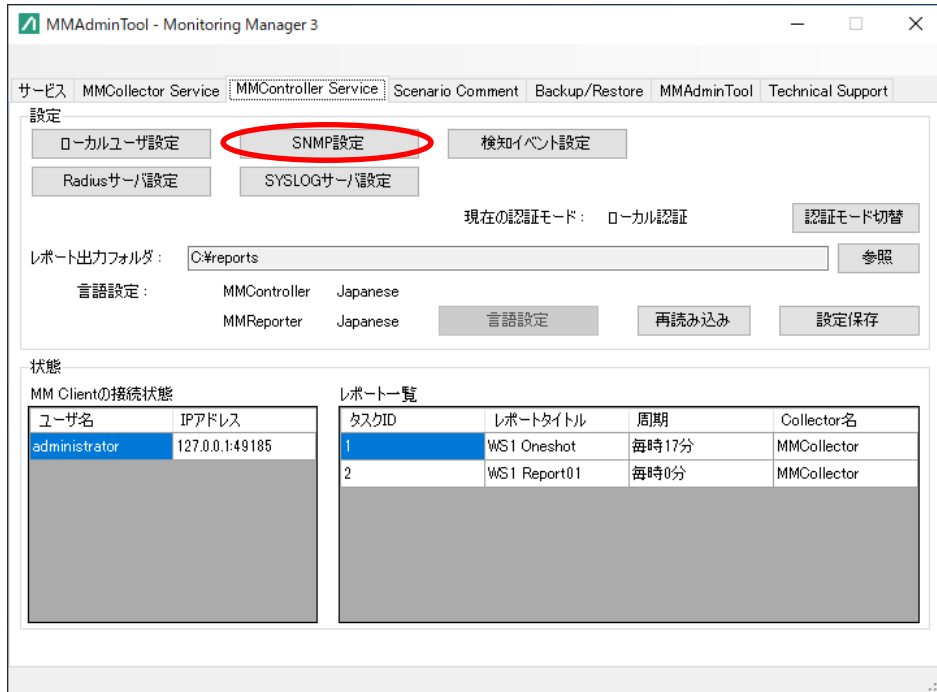 MMAdminTool - Monitoring Manager 3
サービス MMCollector Service MMController Service Scenario Comment Backup/Restore MMAdminTool Technical Support
設定
ローカルユーザ設定 SNMP設定 検知イベント設定
Radiusサーバ設定 SYSLOGサーバ設定
現在の認証モード： ローカル認証 認証モード切替
レポート出力フォルダ： C:¥reports 参照
言語設定： MMController Japanese
MMReporter Japanese 言語設定 再読み込み 設定保存
状態
MM Clientの接続状態 レポート一覧
ユーザ名 IPアドレス タスクID レポートタイトル 周期 Collector名
administrator 127.0.0.1:49185 1 WS1 Oneshot 毎時17分 MMCollector
2 WS1 Report01 毎時0分 MMCollector